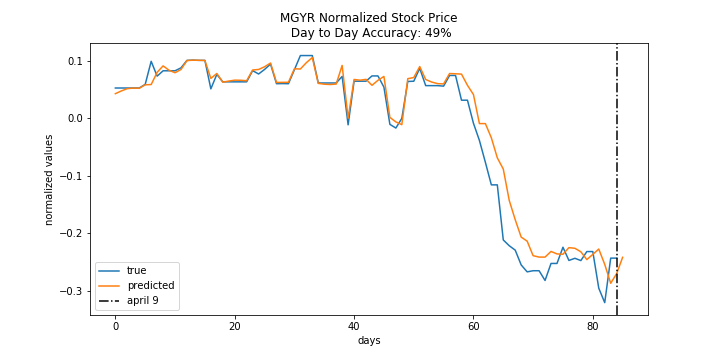 MGYR Normalized Stock Price
Day to Day Accuracy: 49%
normalized values
0.1
0.0
−0.1
−0.2
−0.3
true
predicted
april 9
0
20
40
60
80
days